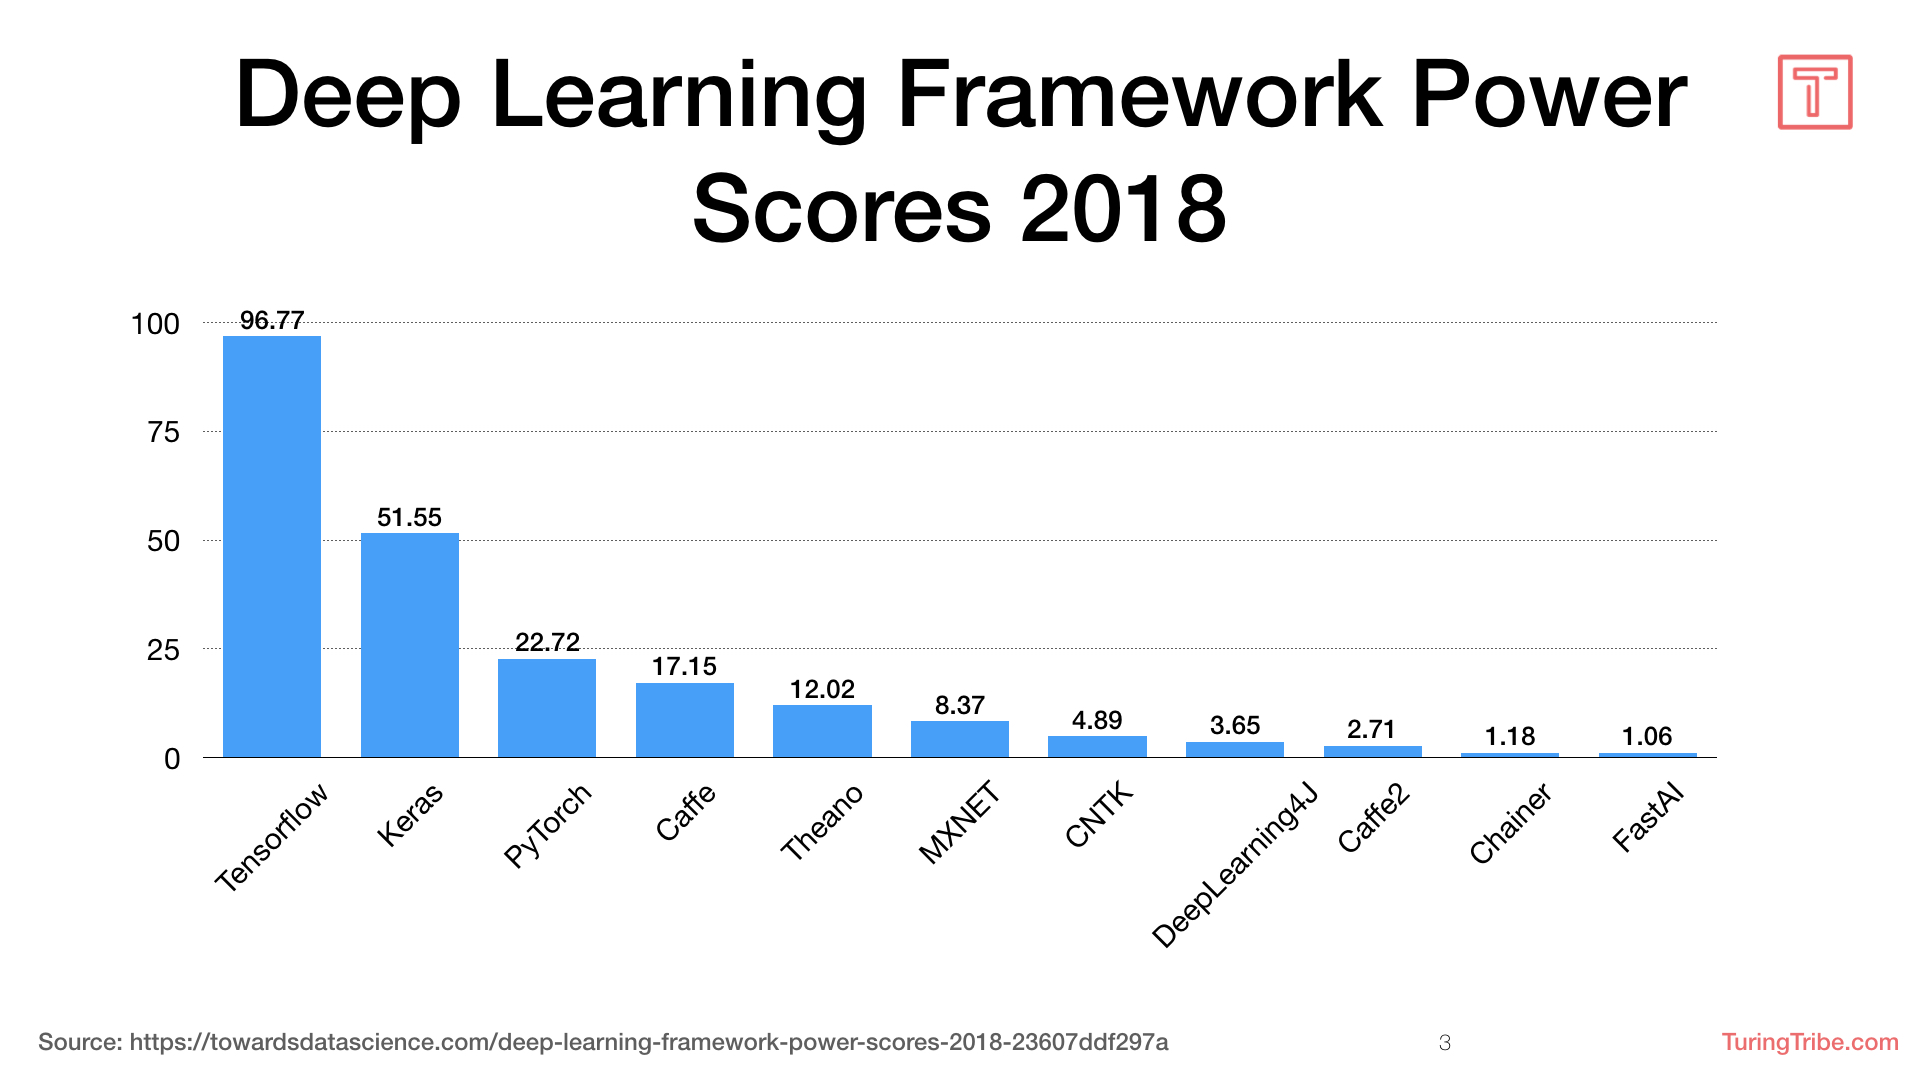 Deep Learning Framework Power
Scores 2018
T
100
75
50
25
0
96.77
51.55
22.72
17.15
12.02
8.37
4.89
3.65
2.71
1.18
1.06
Tensorflow
Keras
PyTorch
Caffe
Theano
MXNET
CNTK
DeepLearning4J
Caffe2
Chainer
FastAI
Source: https://towardsdatascience.com/deep-learning-framework-power-scores-2018-23607ddf297a
3
TuringTribe.com